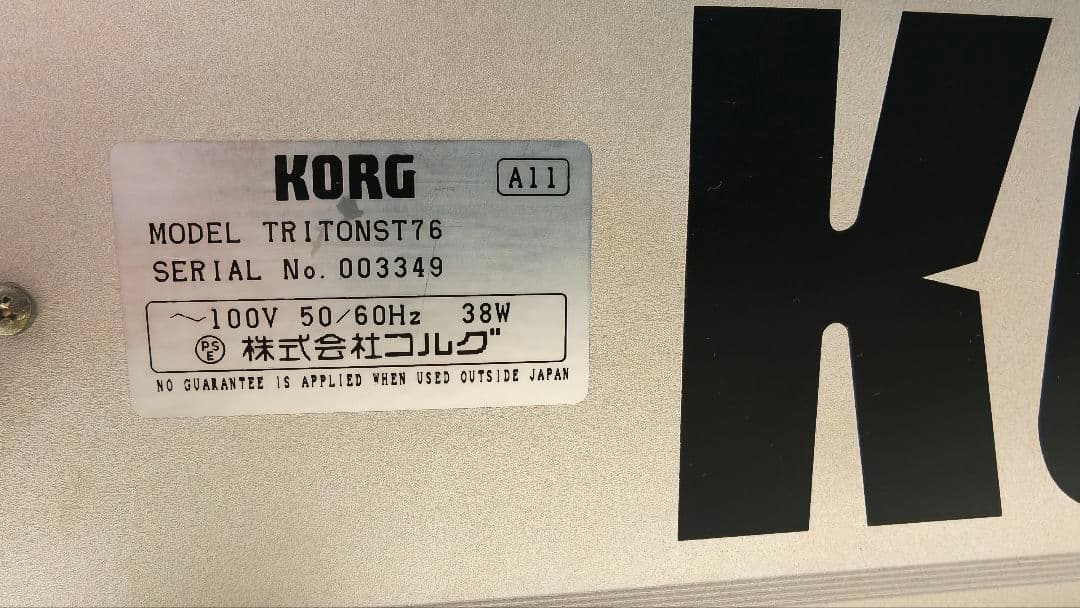 KORG
A11
MODEL TRITONST76
SERIAL No. 003349
～100V 50/60Hz 38W
PSE 株式会社コルグ
NO GUARANTEE IS APPLIED WHEN USED OUTSIDE JAPAN
K